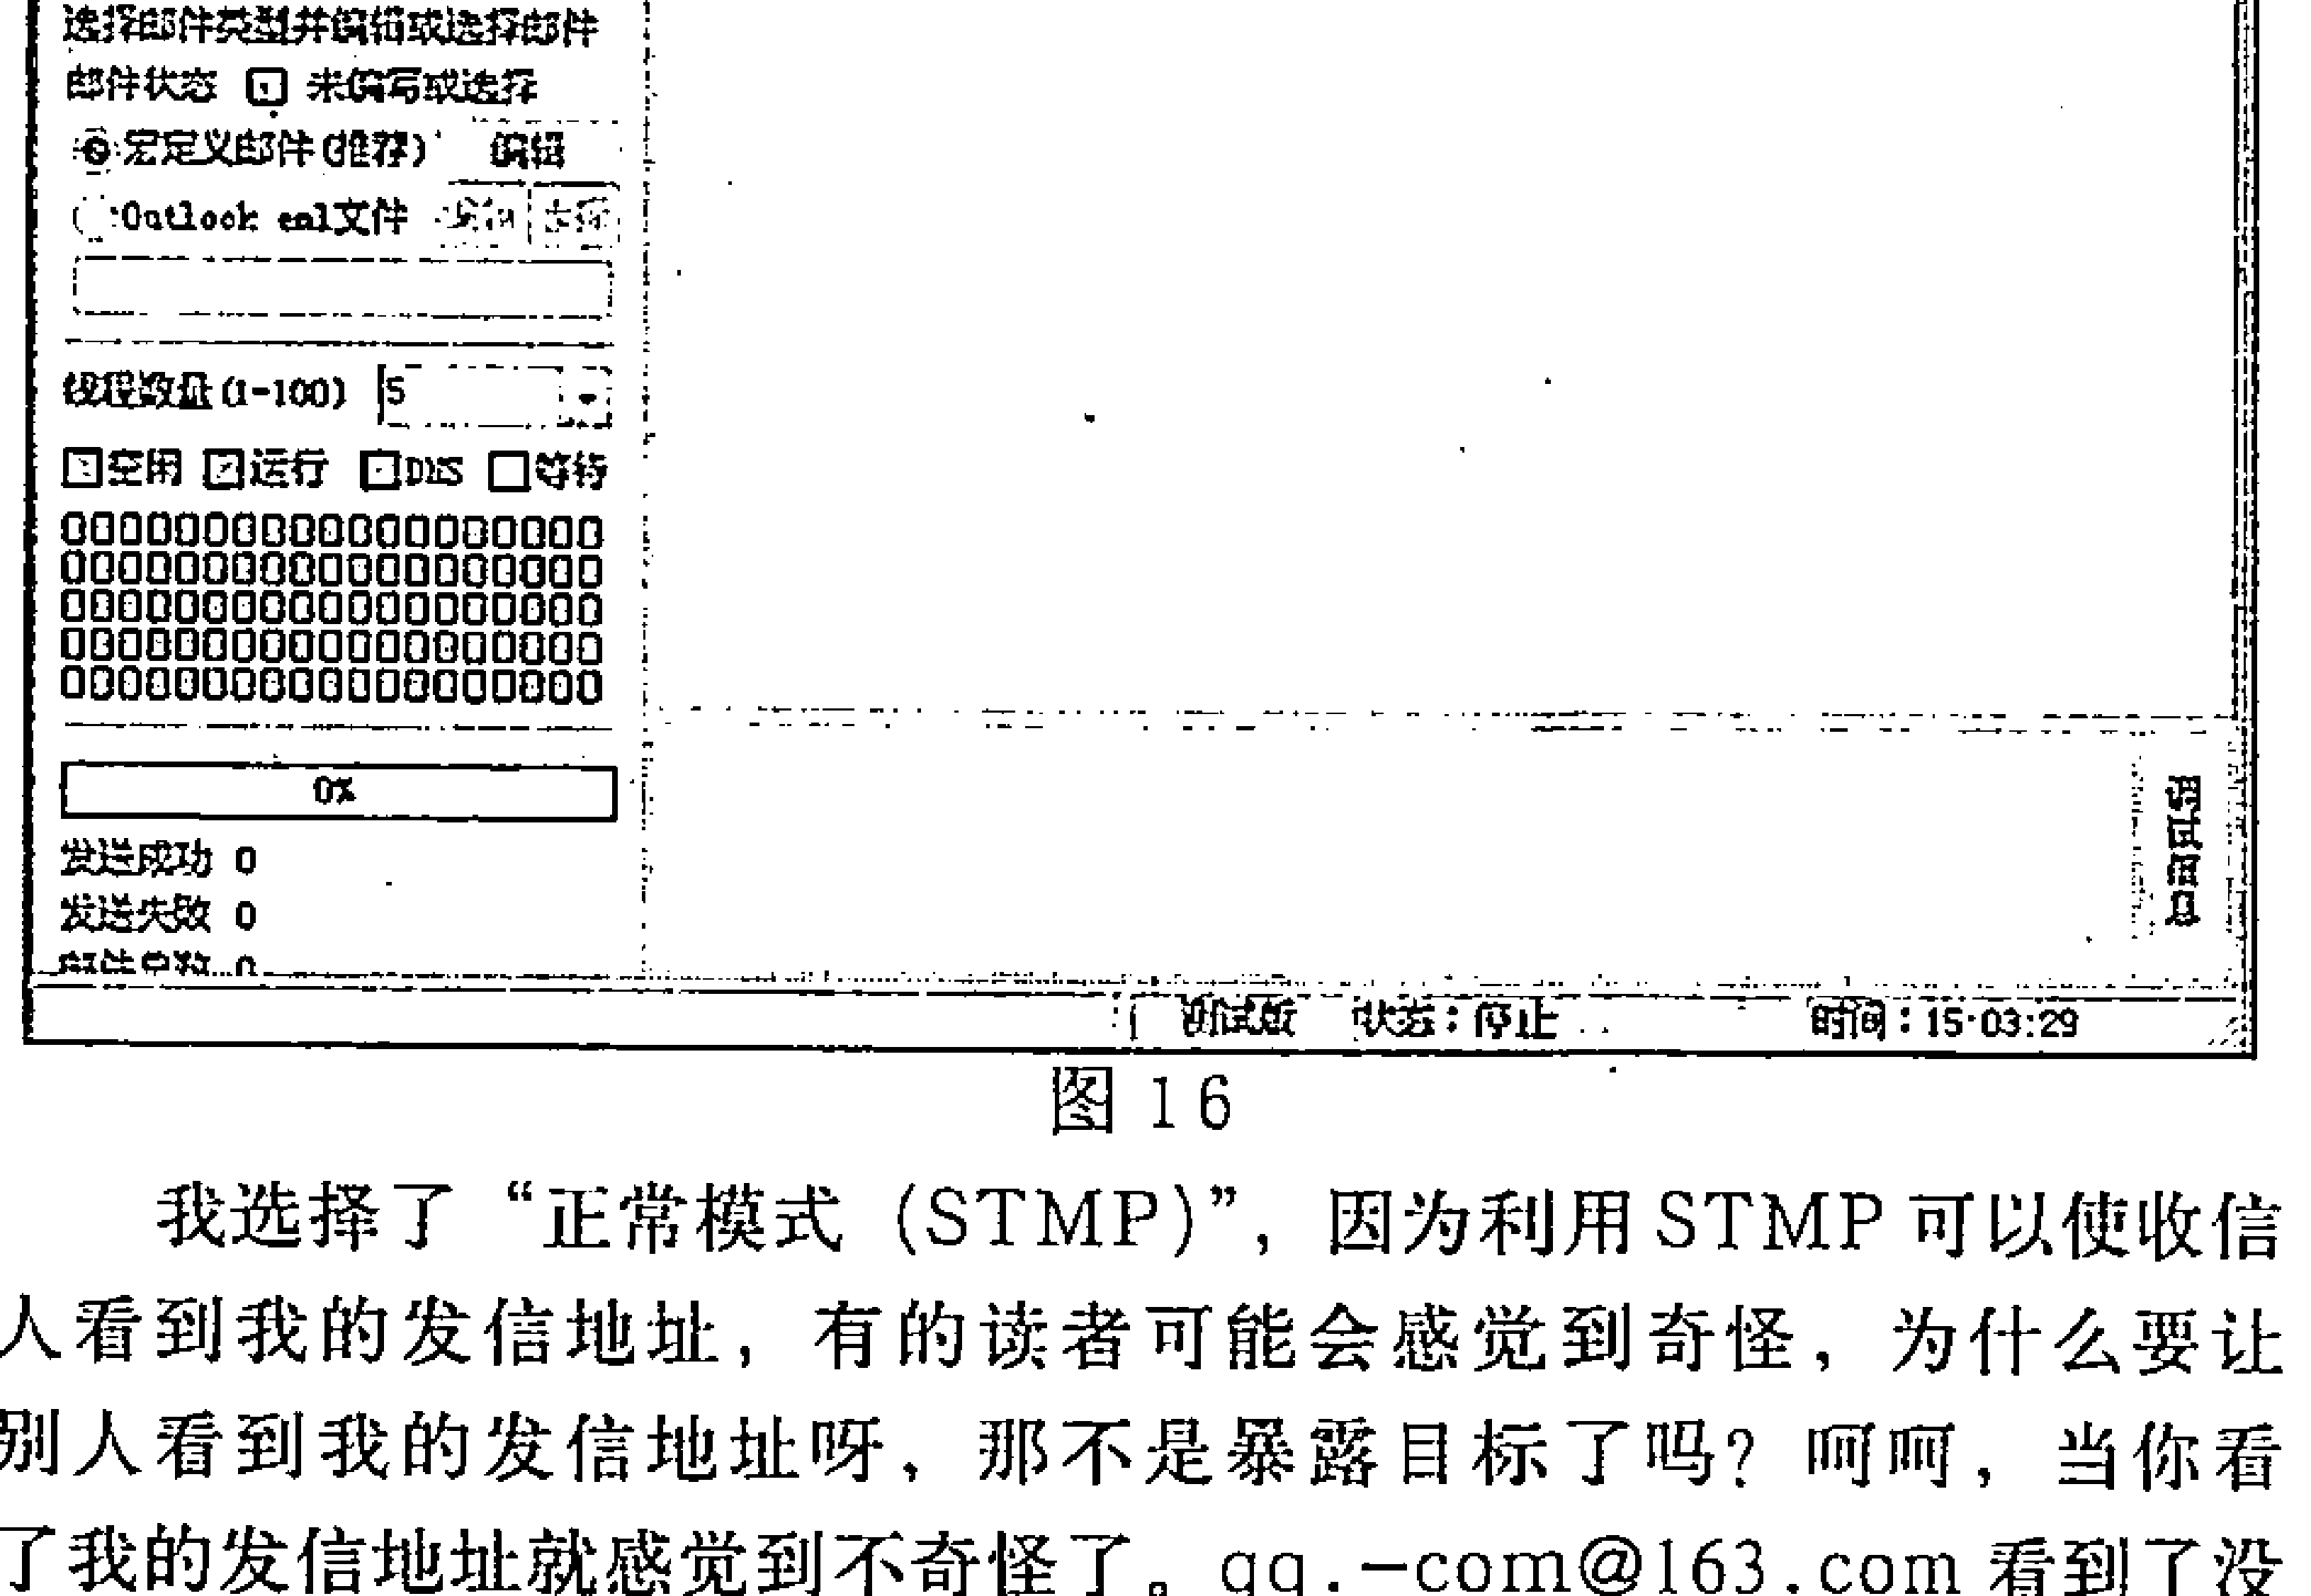 选择邮件类型并编辑或选择邮件
邮件状态 未编写或选择
宏定义邮件(推荐) 编辑
Outlook eml文件
线程数量(1-100) 5
空闲 运行 DNS 等待
0%
发送成功 0
发送失败 0
邮件总数 0
调试信息
测试版 状态:停止 时间:15:03:29
图 16
我选择了“正常模式 (STMP)”, 因为利用 STMP 可以使收信
人看到我的发信地址, 有的读者可能会感觉到奇怪, 为什么要让
别人看到我的发信地址呀, 那不是暴露目标了吗? 呵呵, 当你看
了我的发信地址就感觉到不奇怪了。qq.-com@163.com 看到了没